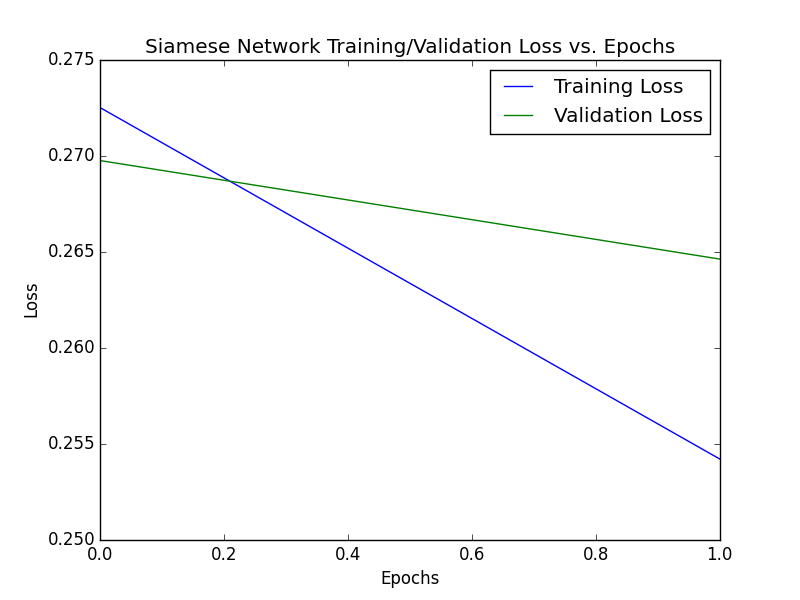 Siamese Network Training/Validation Loss vs. Epochs
0.275
Training Loss
Validation Loss
0.270
0.265
0.260
0.255
0.250
Loss
0.0 0.2 0.4 0.6 0.8 1.0
Epochs